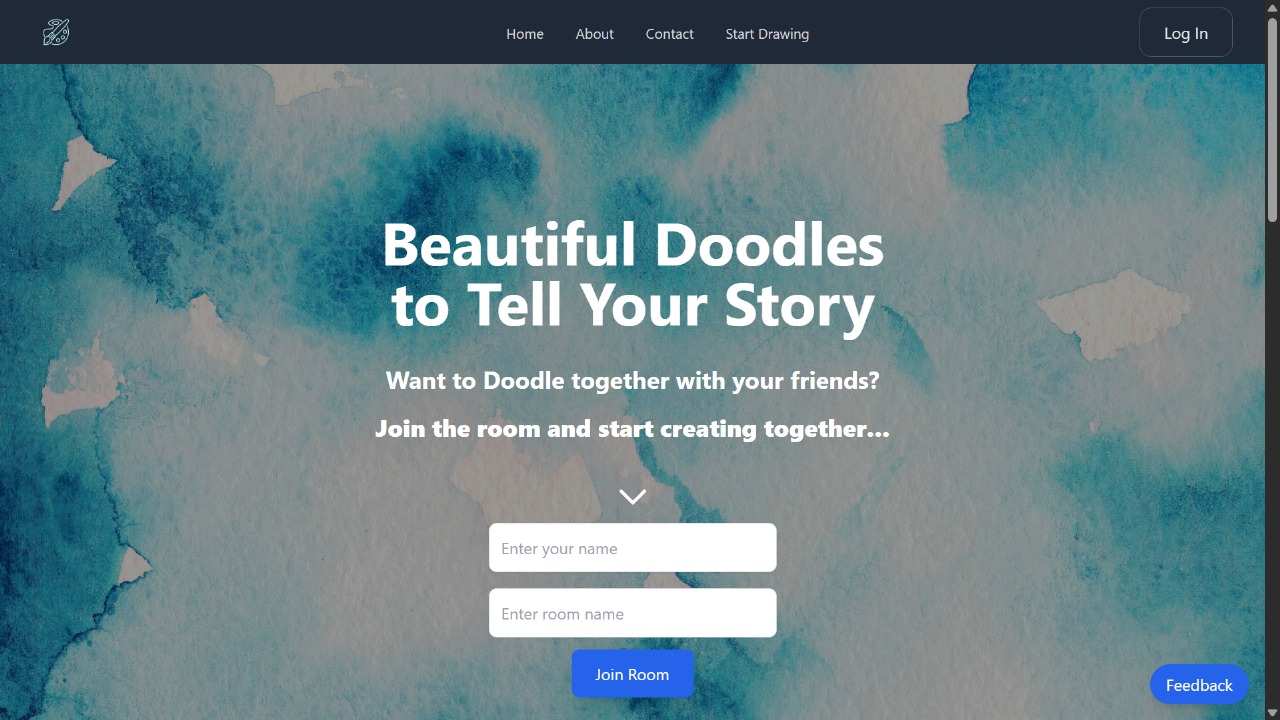 Home
About
Contact
Start Drawing
Log In
Beautiful Doodles
to Tell Your Story
Want to Doodle together with your friends?
Join the room and start creating together...
Enter your name
Enter room name
Join Room
Feedback